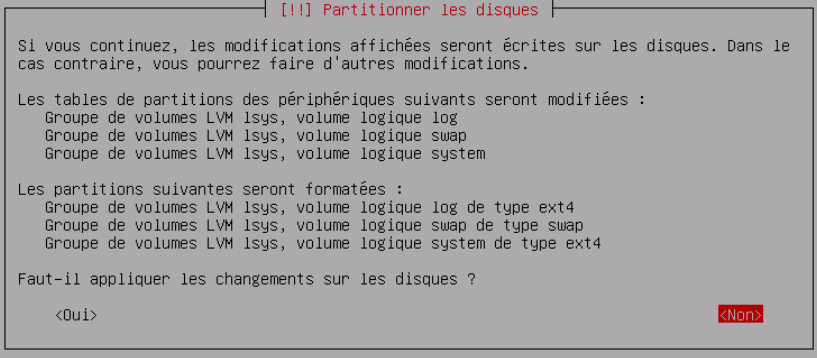 [!!] Partitionner les disques
Si vous continuez, les modifications affichées seront écrites sur les disques. Dans le
cas contraire, vous pourrez faire d'autres modifications.
Les tables de partitions des périphériques suivants seront modifiées :
Groupe de volumes LVM lsys, volume logique log
Groupe de volumes LVM lsys, volume logique swap
Groupe de volumes LVM lsys, volume logique system
Les partitions suivantes seront formatées :
Groupe de volumes LVM lsys, volume logique log de type ext4
Groupe de volumes LVM lsys, volume logique swap de type swap
Groupe de volumes LVM lsys, volume logique system de type ext4
Faut-il appliquer les changements sur les disques ?
<Oui> <Non>